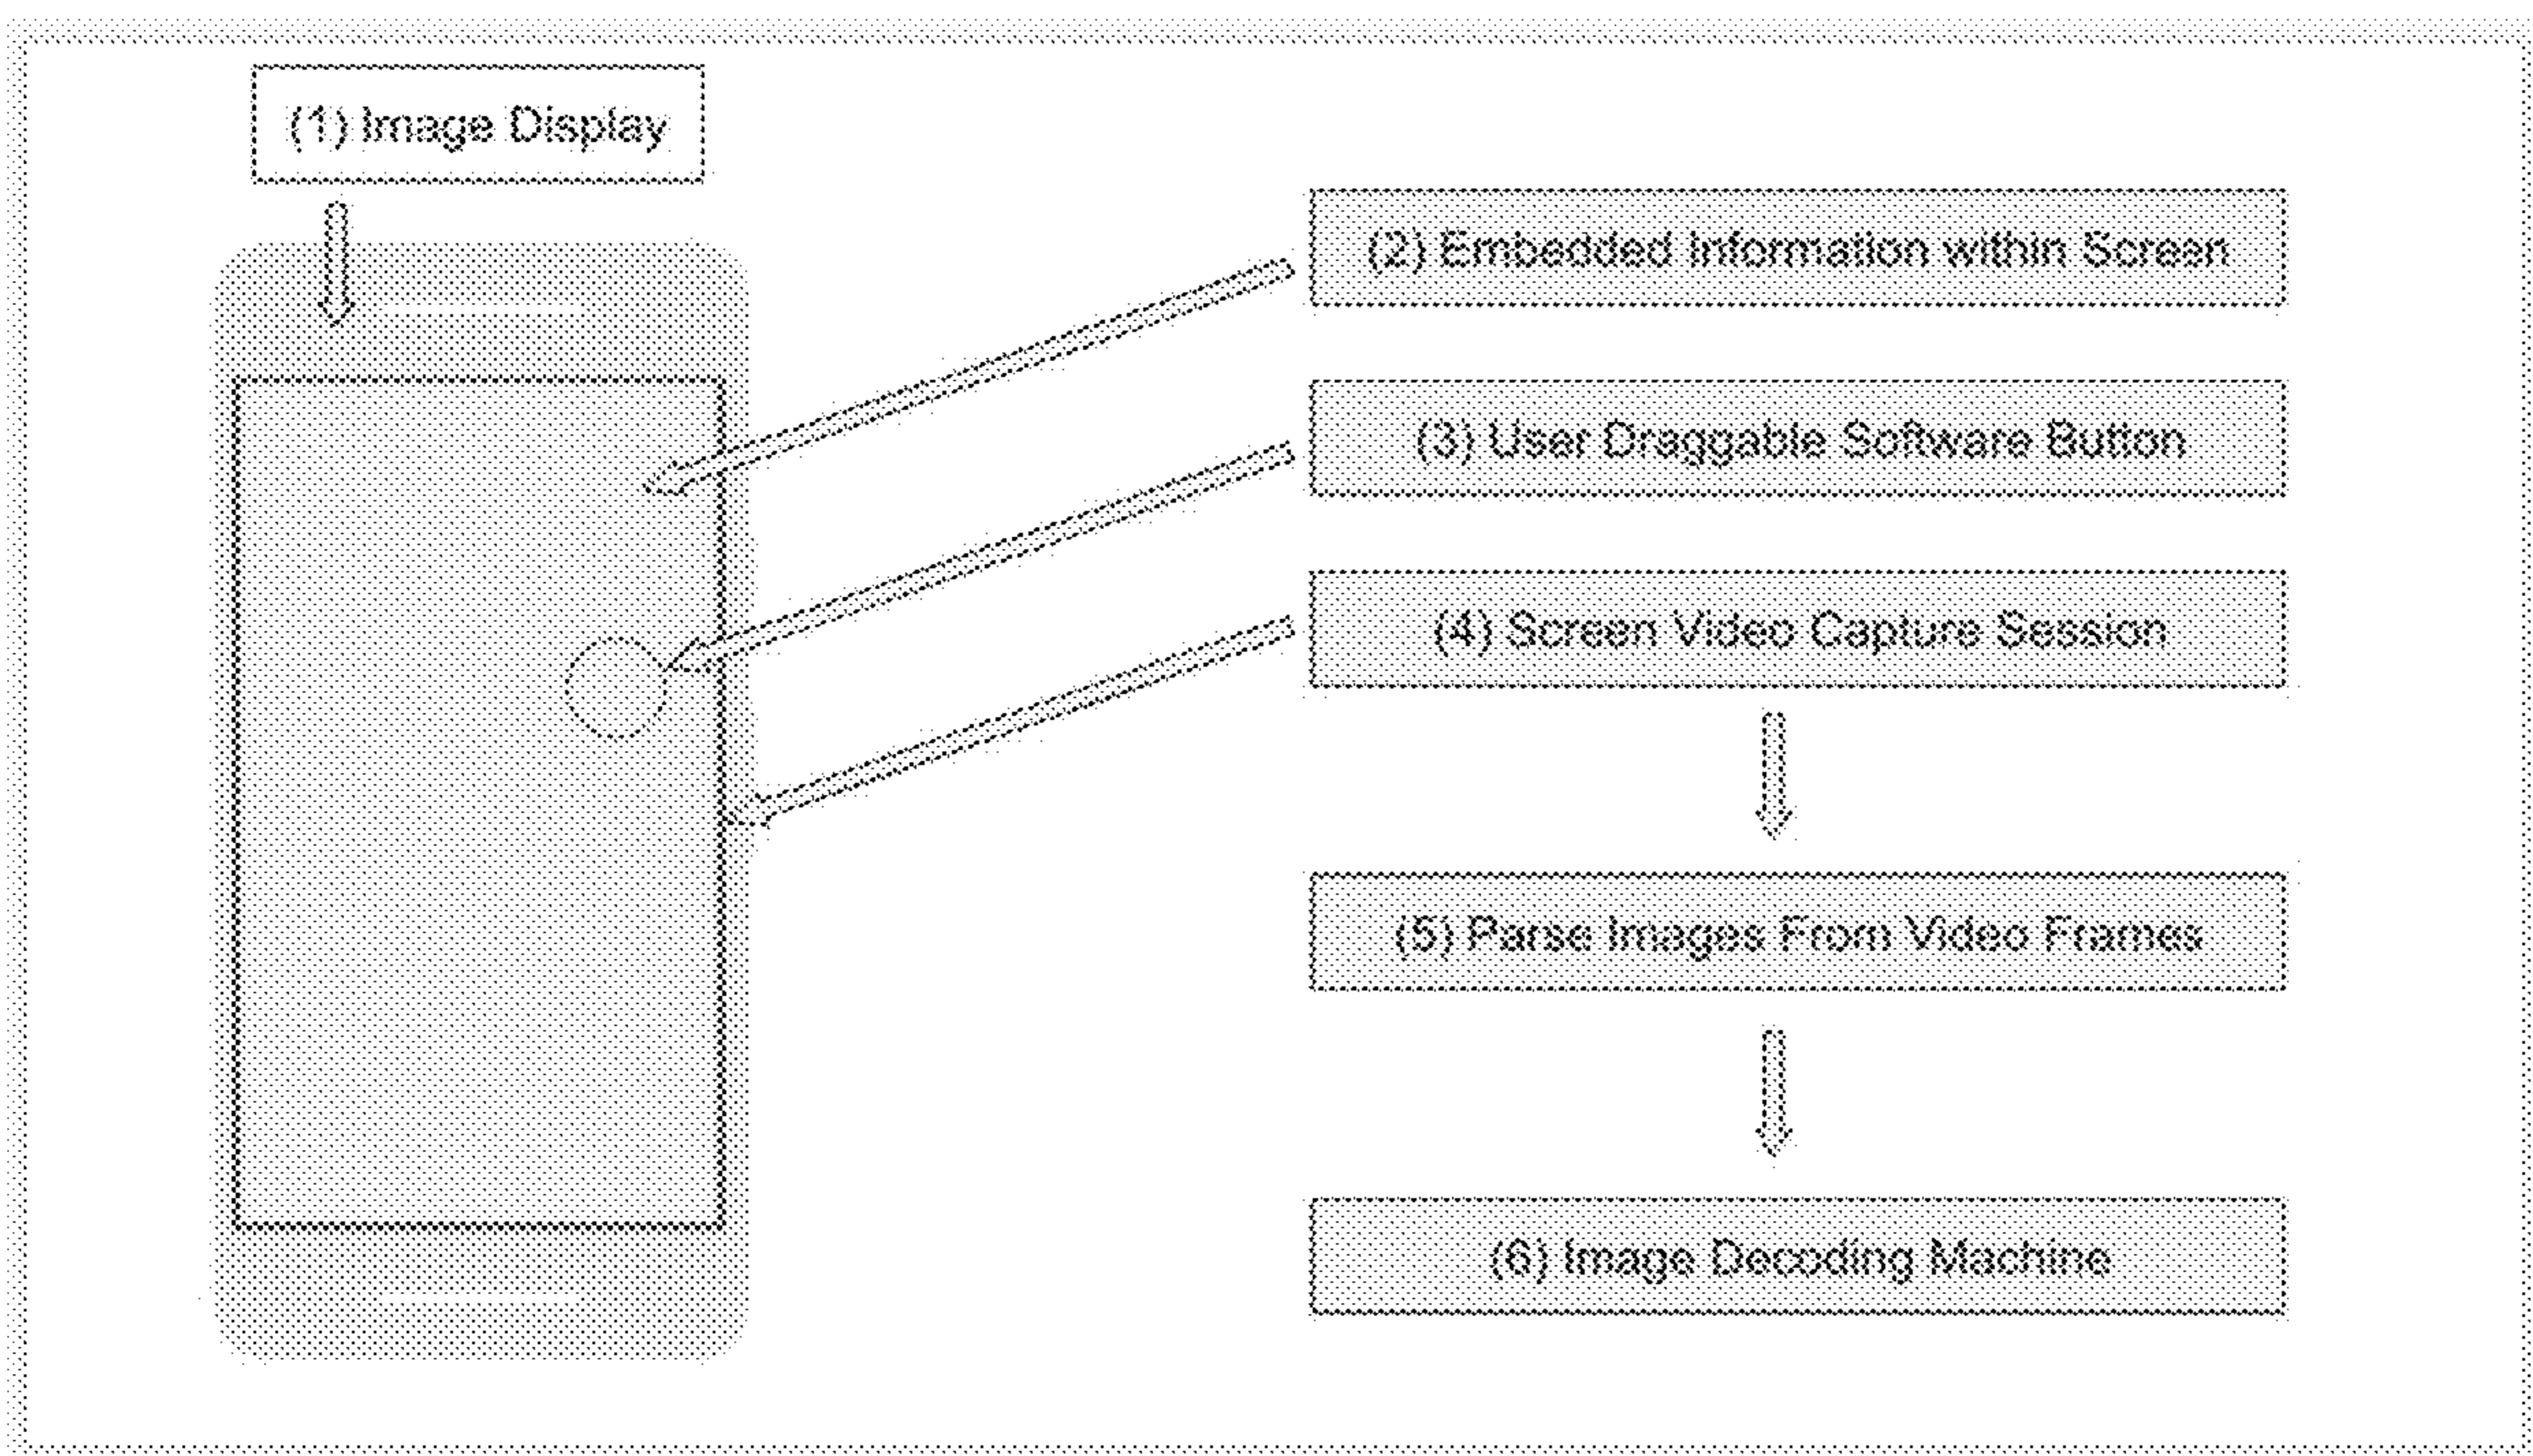 (1) Image Display
(2) Embedded Information within Screen
(3) User Draggable Software Button
(4) Screen Video Capture Session
(5) Parse Images From Video Frames
(6) Image Decoding Machine